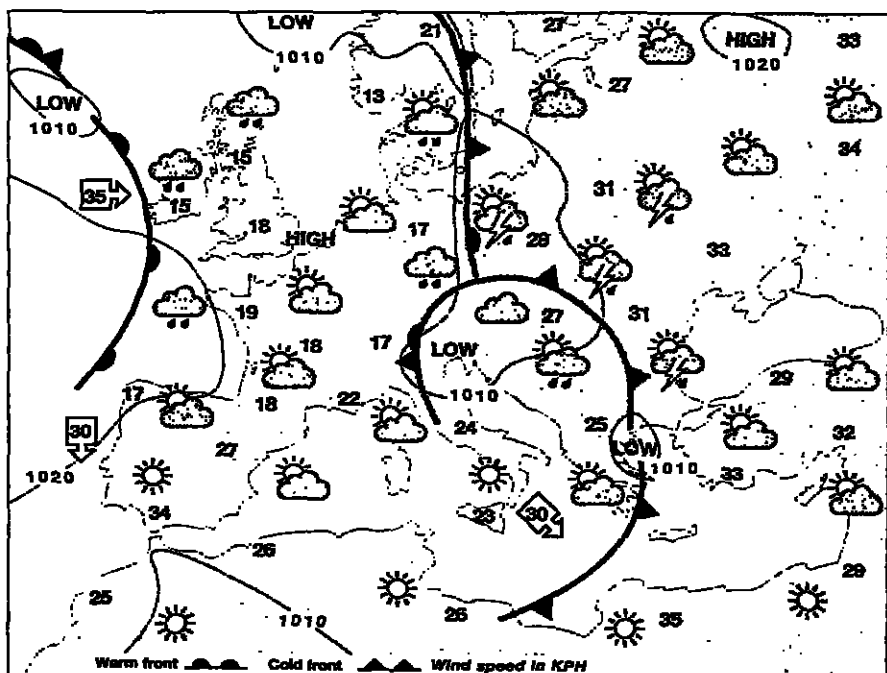 LOW 21 27 HIGH 33
1010 1020
LOW 13 27
1010 15 34
35 15 31
18 17 28
HIGH 33
19 27 31
18 17 LOW
17 18 22 1010 29
30 24 25 32
27 LOW 1010
1020 33
34 23 30
26 29
25 1010 26 35
Warm front Cold front Wind speed in KPH